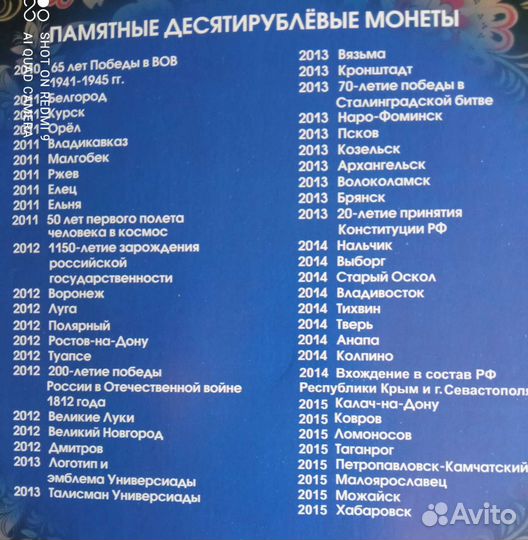 ПАМЯТНЫЕ ДЕСЯТИРУБЛЁВЫЕ МОНЕТЫ
2010 65 лет Победы в ВОВ
1941-1945 гг.
2011 Белгород
2011 Курск
2011 Орёл
2011 Владикавказ
2011 Малгобек
2011 Ржев
2011 Елец
2011 Ельня
2011 50 лет первого полета
человека в космос
2012 1150-летие зарождения
российской
государственности
2012 Воронеж
2012 Луга
2012 Полярный
2012 Ростов-на-Дону
2012 Туапсе
2012 200-летие победы
России в Отечественной войне
1812 года
2012 Великие Луки
2012 Великий Новгород
2012 Дмитров
2013 Логотип и
эмблема Универсиады
2013 Талисман Универсиады
2013 Вязьма
2013 Кронштадт
2013 70-летие победы в
Сталинградской битве
2013 Наро-Фоминск
2013 Псков
2013 Козельск
2013 Архангельск
2013 Волоколамск
2013 Брянск
2013 20-летие принятия
Конституции РФ
2014 Нальчик
2014 Выборг
2014 Старый Оскол
2014 Владивосток
2014 Тихвин
2014 Тверь
2014 Анапа
2014 Колпино
2014 Вхождение в состав РФ
Республики Крым и г.Севастополя
2015 Калач-на-Дону
2015 Ковров
2015 Ломоносов
2015 Таганрог
2015 Петропавловск-Камчатский
2015 Малоярославец
2015 Можайск
2015 Хабаровск
SHOT ON REDMI 9
AI QUAD CAMERA
Avito